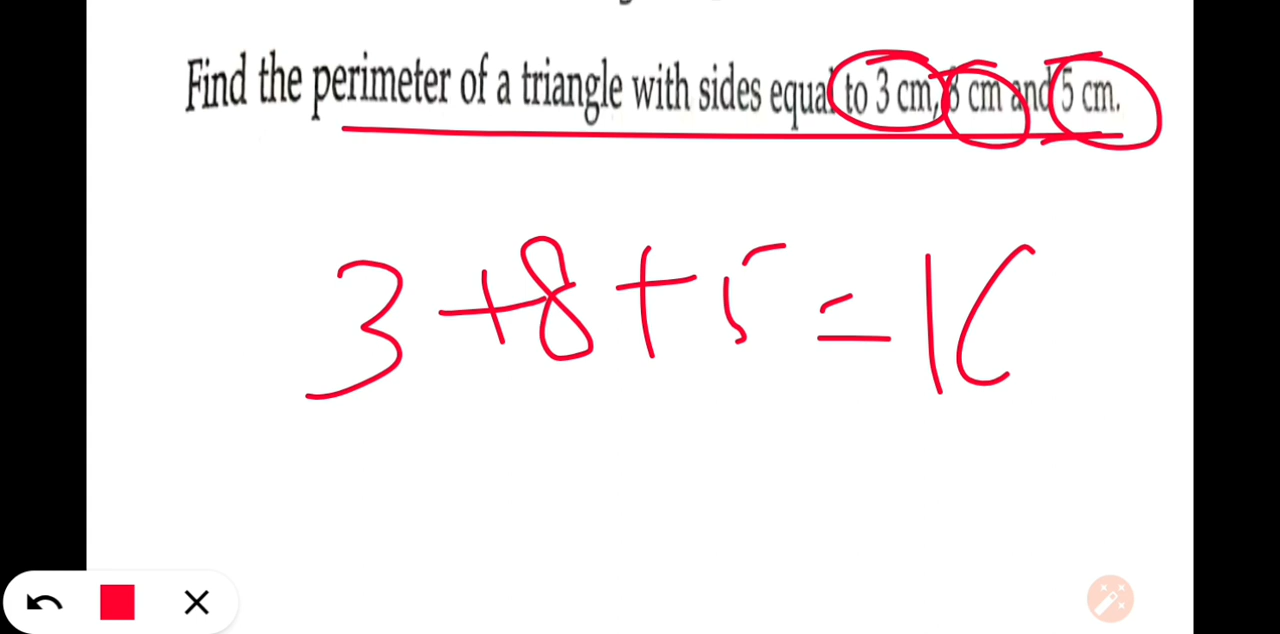 Find the perimeter of a triangle with sides equal to 3 cm, 8 cm and 5 cm.
3+8+5=1